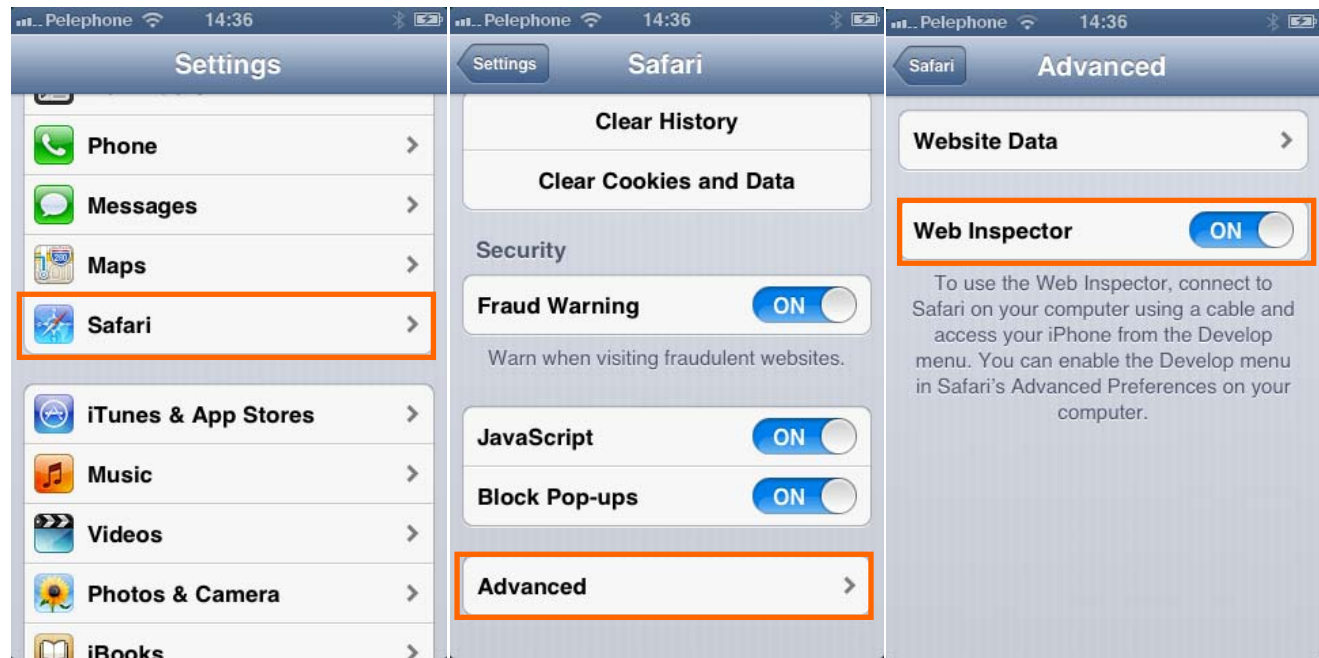 Pelephone 14:36
Settings
Phone
Messages
Maps
Safari
iTunes & App Stores
Music
Videos
Photos & Camera
iBooks
Pelephone 14:36
Settings Safari
Clear History
Clear Cookies and Data
Security
Fraud Warning ON
Warn when visiting fraudulent websites.
JavaScript ON
Block Pop-ups ON
Advanced
Pelephone 14:36
Safari Advanced
Website Data
Web Inspector ON
To use the Web Inspector, connect to
Safari on your computer using a cable and
access your iPhone from the Develop
menu. You can enable the Develop menu
in Safari's Advanced Preferences on your
computer.